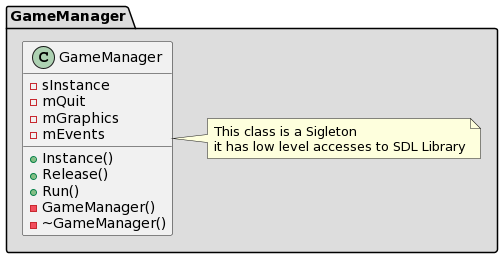 GameManager
GameManager
sInstance
mQuit
mGraphics
mEvents
Instance()
Release()
Run()
GameManager()
~GameManager()
This class is a Sigleton
it has low level accesses to SDL Library